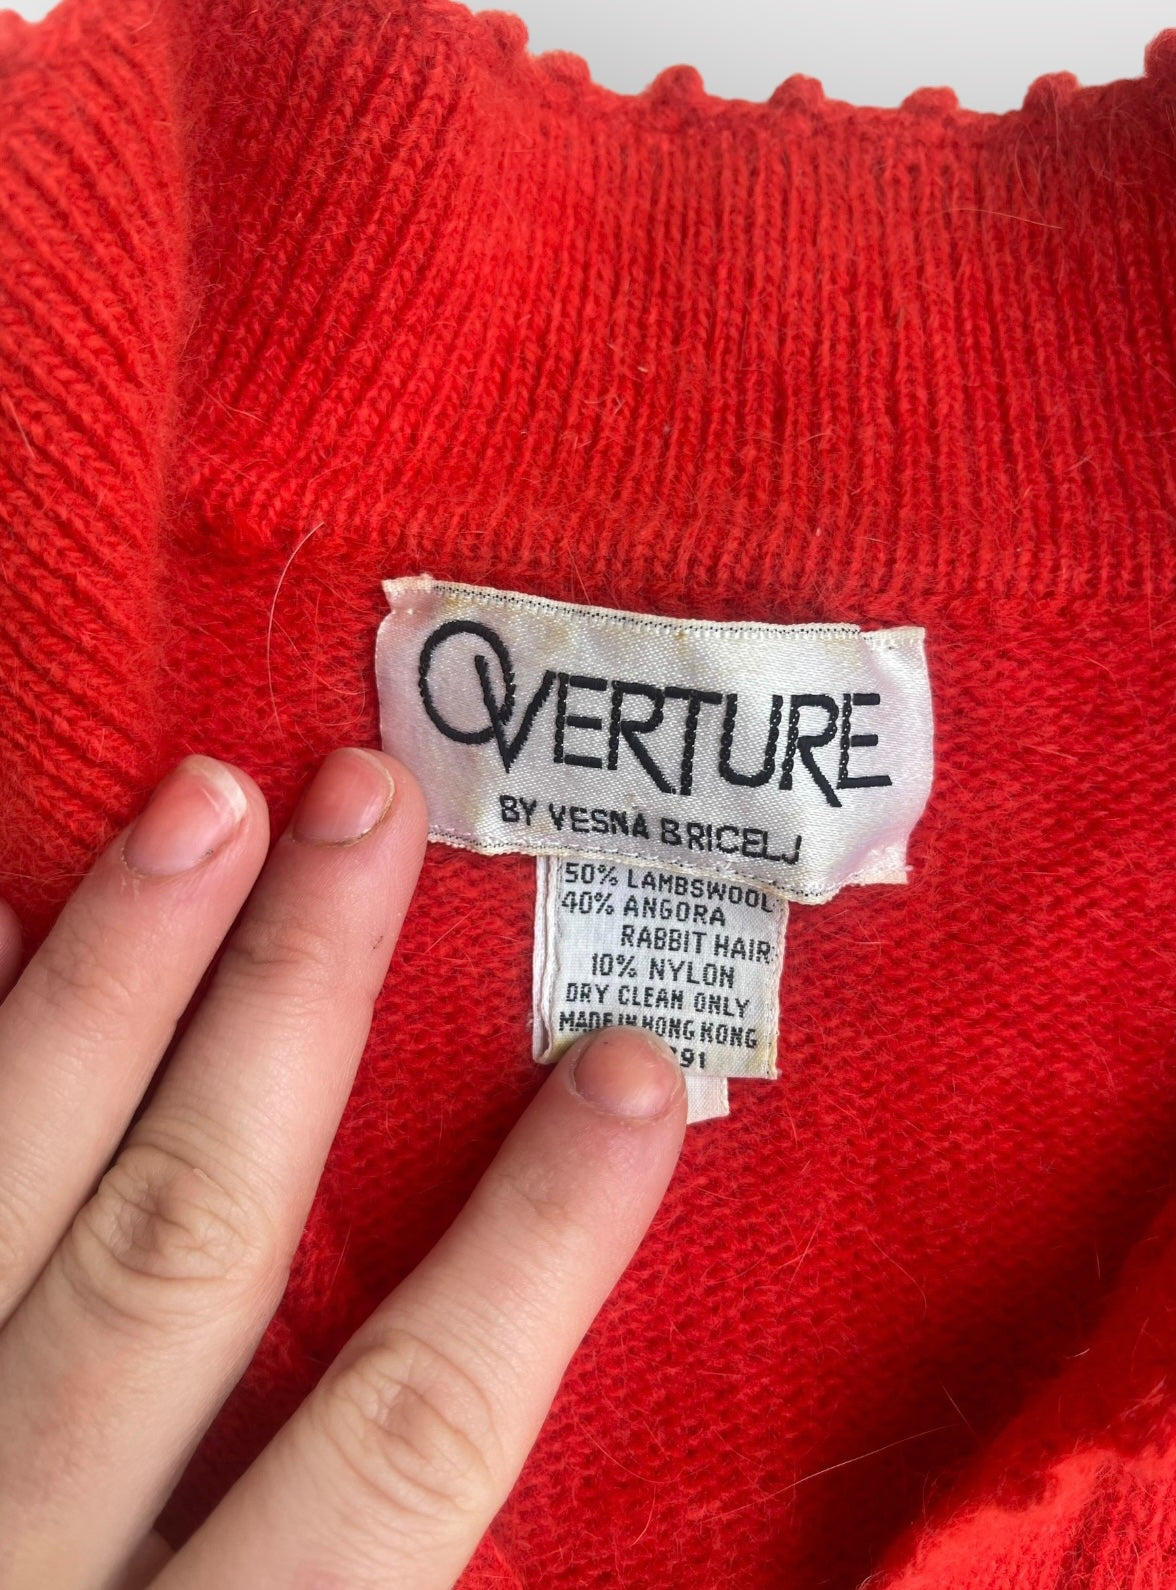 OVERTURE
BY VESNA BRICELJ
50% LAMBSWOOL
40% ANGORA
RABBIT HAIR
10% NYLON
DRY CLEAN ONLY
MADE IN HONG KONG